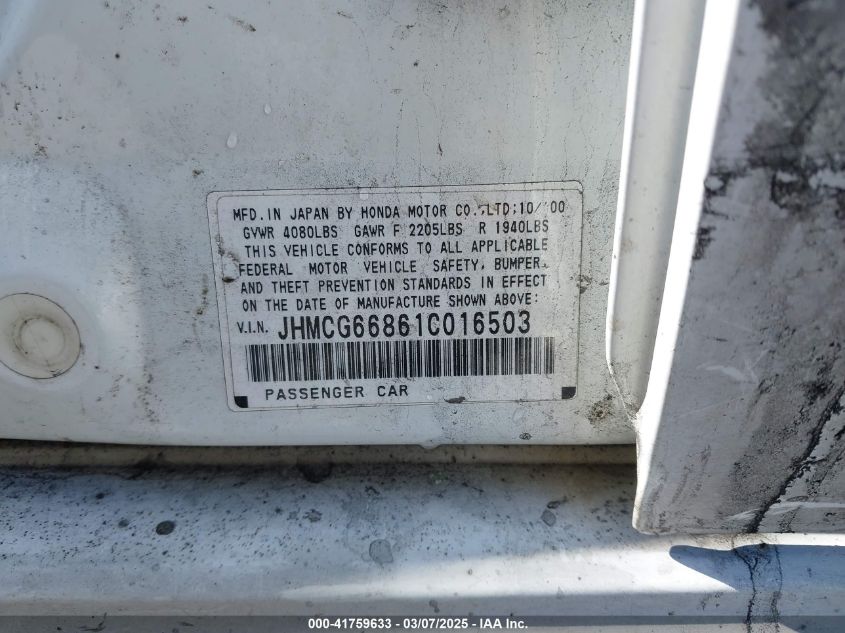 MFD. IN JAPAN BY HONDA MOTOR CO., LTD; 10/'00
GVWR 4080LBS GAWR F 2205LBS R 1940LBS
THIS VEHICLE CONFORMS TO ALL APPLICABLE
FEDERAL MOTOR VEHICLE SAFETY, BUMPER,
AND THEFT PREVENTION STANDARDS IN EFFECT
ON THE DATE OF MANUFACTURE SHOWN ABOVE:
V.I.N. JHMCG66861C016503
PASSENGER CAR
000-41759633 - 03/07/2025 - IAA Inc.